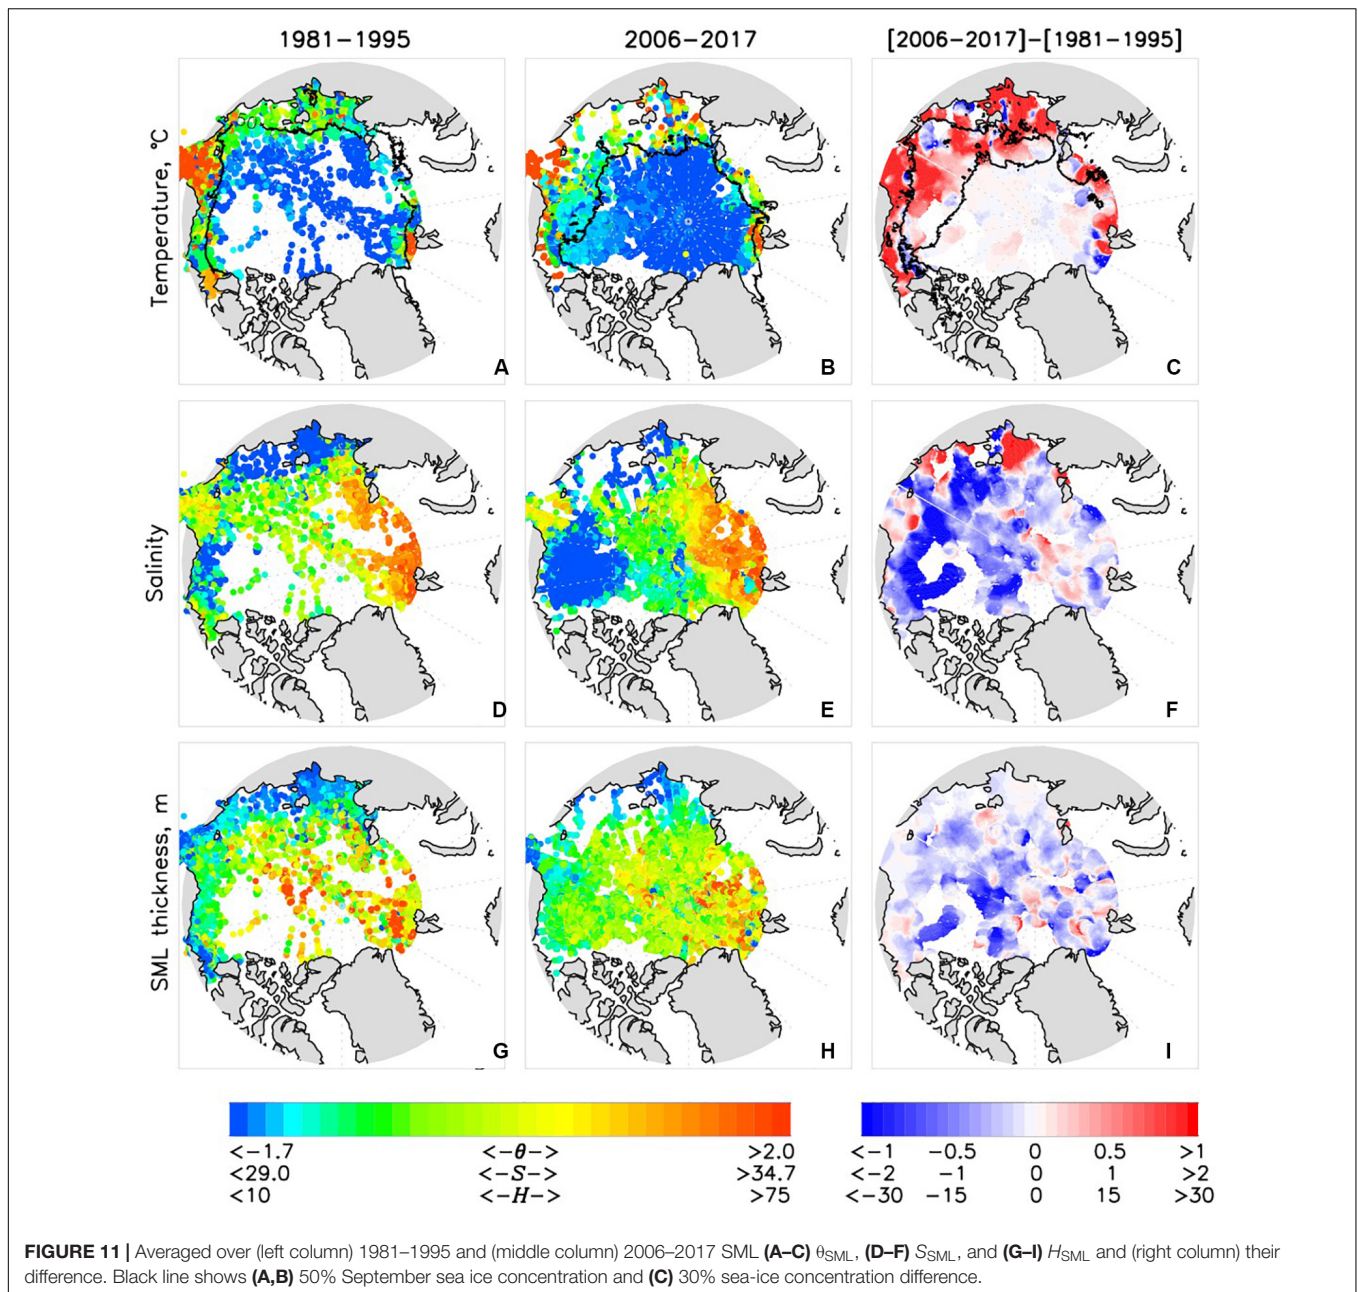 1981−1995
2006−2017
[2006−2017]−[1981−1995]
Temperature, °C
A
B
C
Salinity
D
E
F
SML thickness, m
G
H
I
<−1.7 <−θ−> >2.0
<29.0 <−S−> >34.7
<10 <−H−> >75
<−1 −0.5 0 0.5 >1
<−2 −1 0 1 >2
<−30 −15 0 15 >30
FIGURE 11 | Averaged over (left column) 1981–1995 and (middle column) 2006–2017 SML (A–C) θSML, (D–F) SSML, and (G–I) HSML and (right column) their
difference. Black line shows (A,B) 50% September sea ice concentration and (C) 30% sea-ice concentration difference.